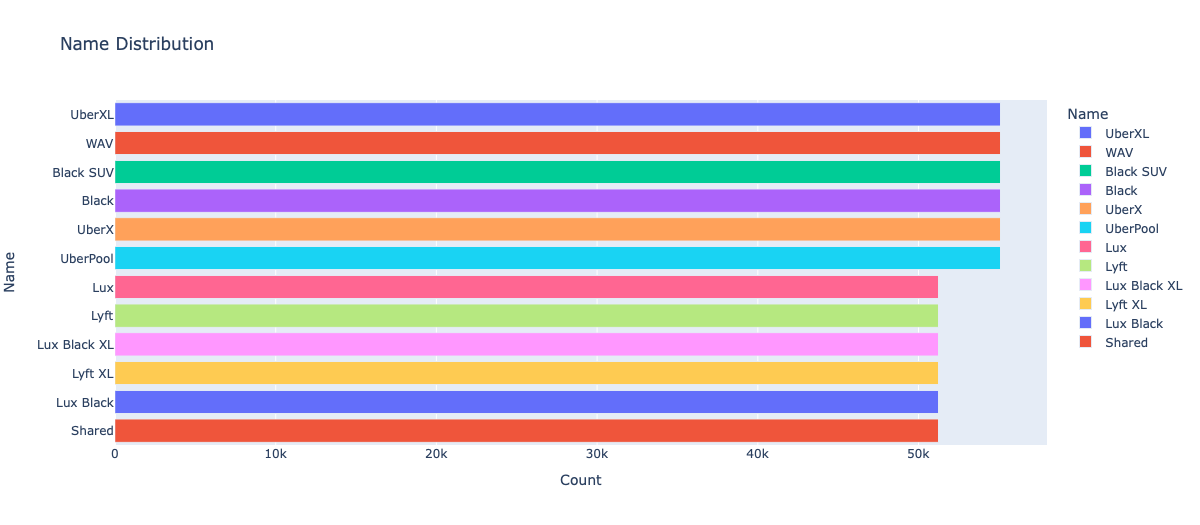 Name Distribution
UberXL
WAV
Black SUV
Black
UberX
UberPool
Lux
Lyft
Lux Black XL
Lyft XL
Lux Black
Shared
Name
0 10k 20k 30k 40k 50k
Count
Name
UberXL
WAV
Black SUV
Black
UberX
UberPool
Lux
Lyft
Lux Black XL
Lyft XL
Lux Black
Shared